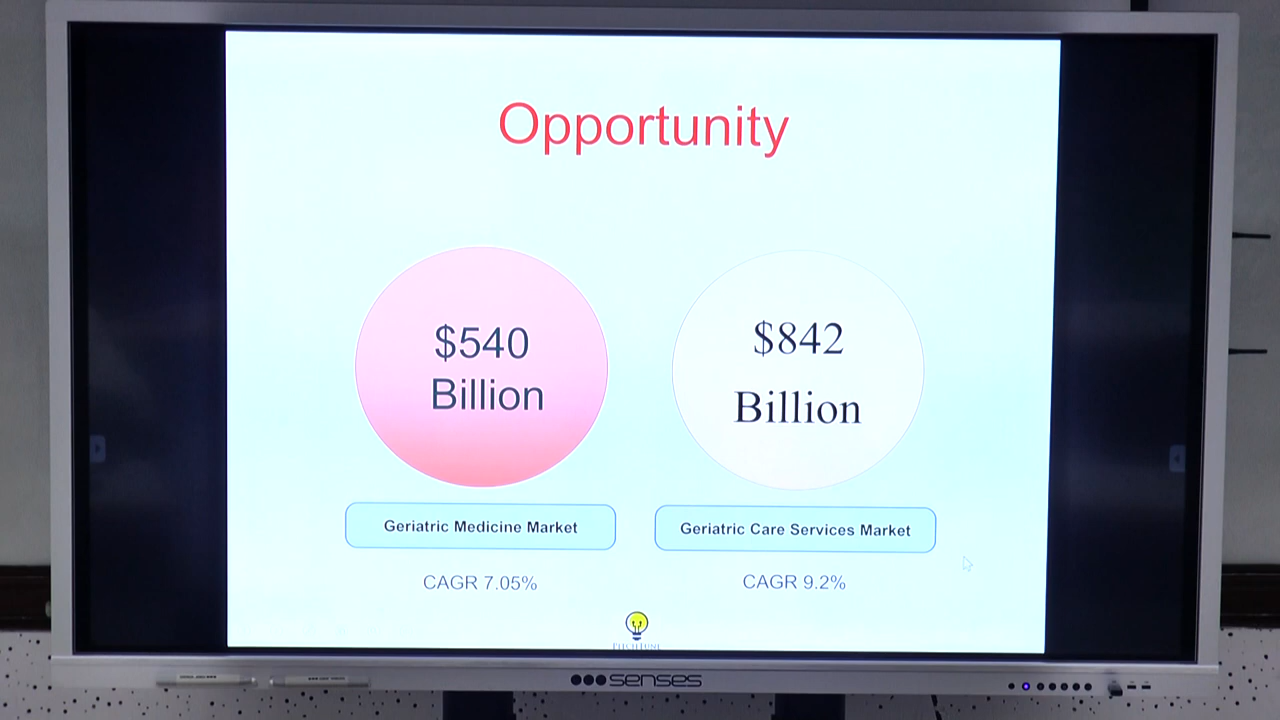 Opportunity
$540
Billion
$842
Billion
Geriatric Medicine Market
Geriatric Care Services Market
CAGR 7.05%
CAGR 9.2%
senses